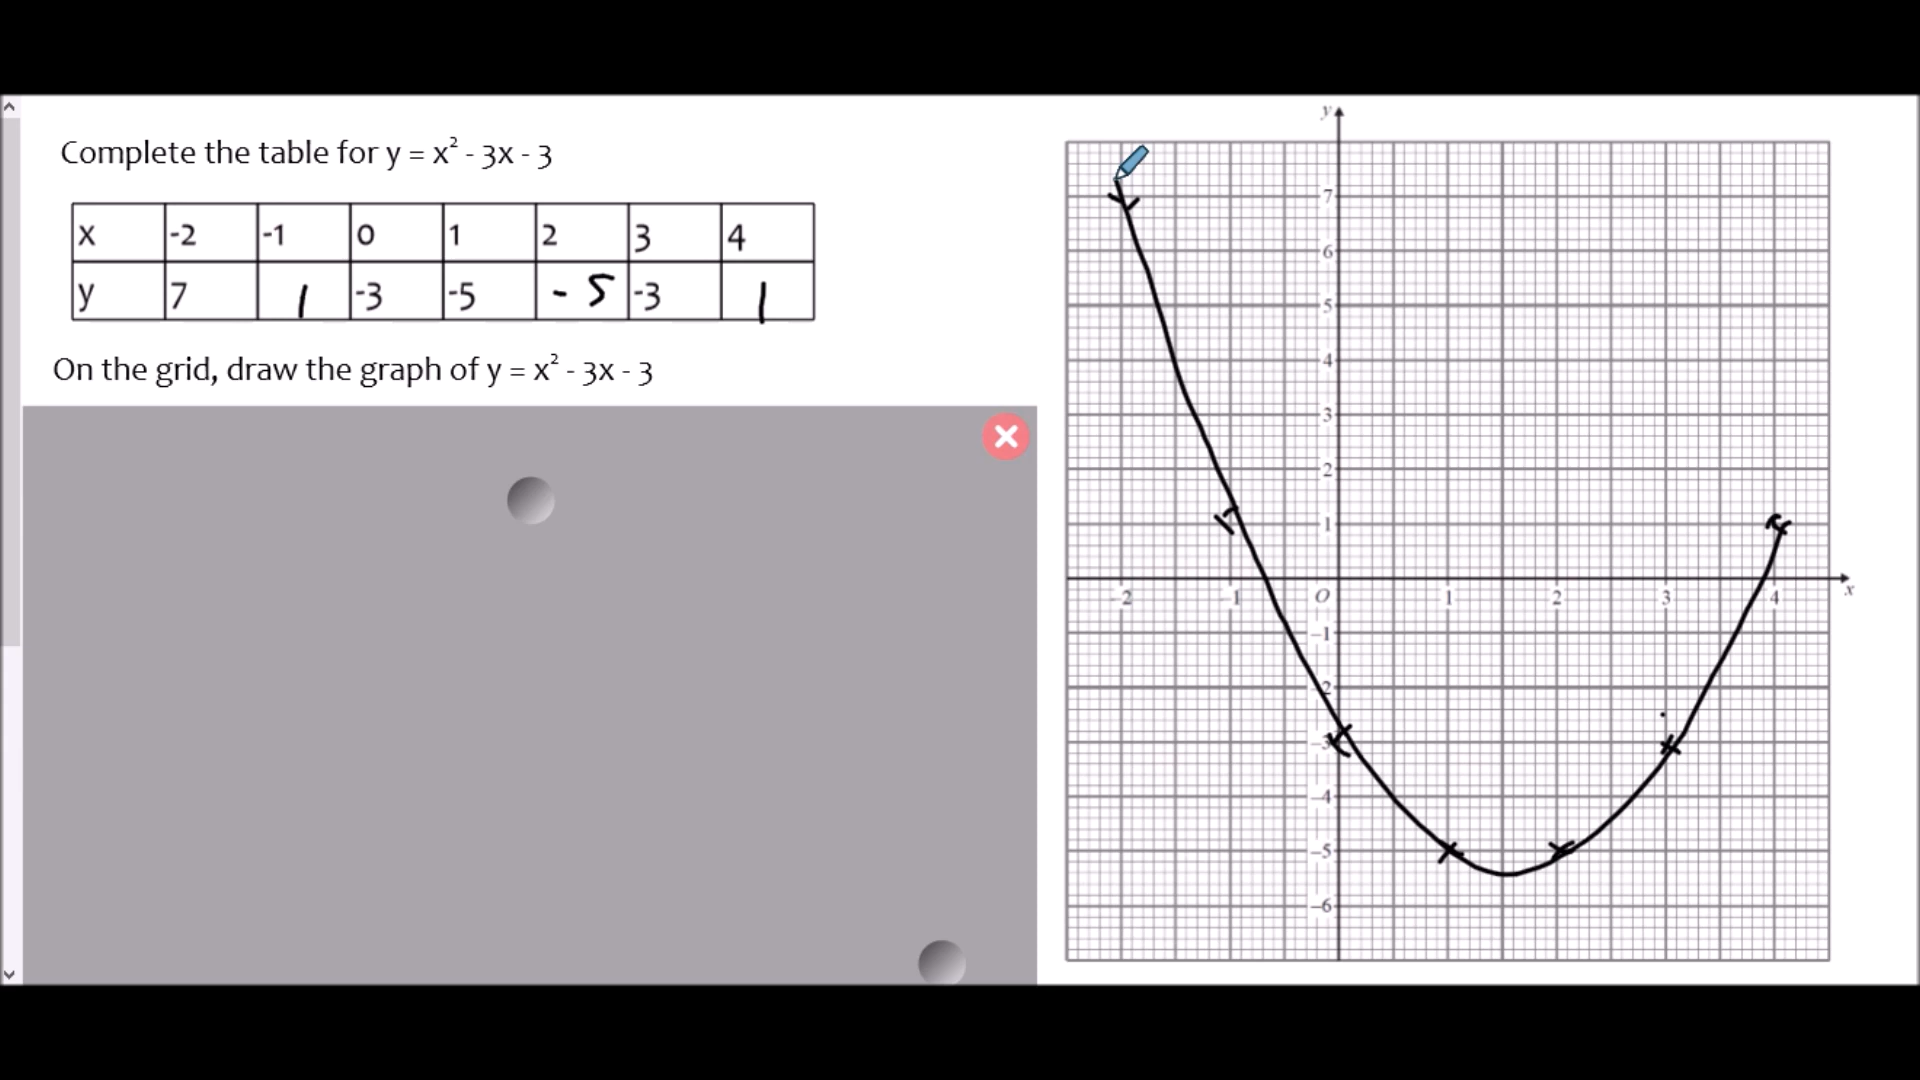 Complete the table for y = x² - 3x - 3
x -2 -1 0 1 2 3 4
y 7 1 -3 -5 -5 -3 1
On the grid, draw the graph of y = x² - 3x - 3
y
7
6
5
4
3
2
1
-2 -1 O 1 2 3 4 x
-1
-2
-3
-4
-5
-6